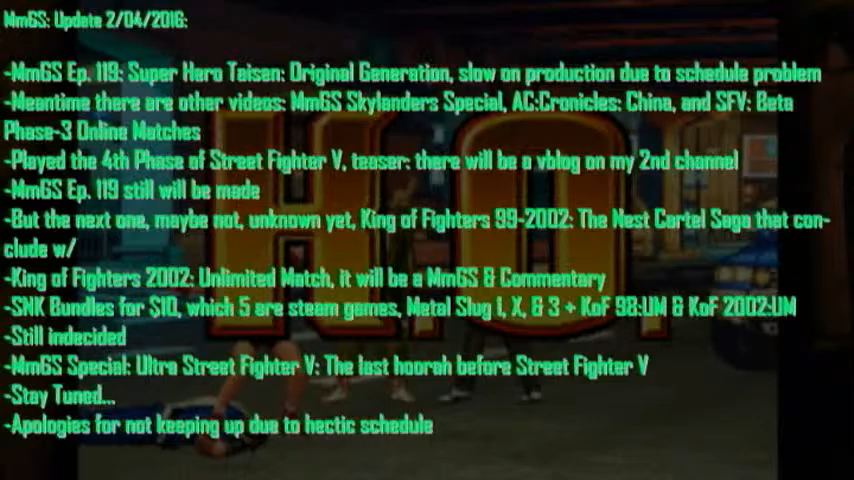 MmGS: Update 2/04/2016:
-MmGS Ep. 119: Super Hero Taisen: Original Generation, slow on production due to schedule problem
-Meantime there are other videos: MmGS Skylanders Special, AC:Cronicles: China, and SFV: Beta
Phase-3 Online Matches
-Played the 4th Phase of Street Fighter V, teaser: there will be a vblog on my 2nd channel
-MmGS Ep. 119 still will be made
-But the next one, maybe not, unknown yet, King of Fighters 99-2002: The Nest Cartel Saga that con-
clude w/
-King of Fighters 2002: Unlimited Match, it will be a MmGS & Commentary
-SNK Bundles for $10, which 5 are steam games, Metal Slug 1, X, & 3 + KoF 98:UM & KoF 2002:UM
-Still indecided
-MmGS Special: Ultra Street Fighter V: The last hoorah before Street Fighter V
-Stay Tuned...
-Apologies for not keeping up due to hectic schedule
K.O.